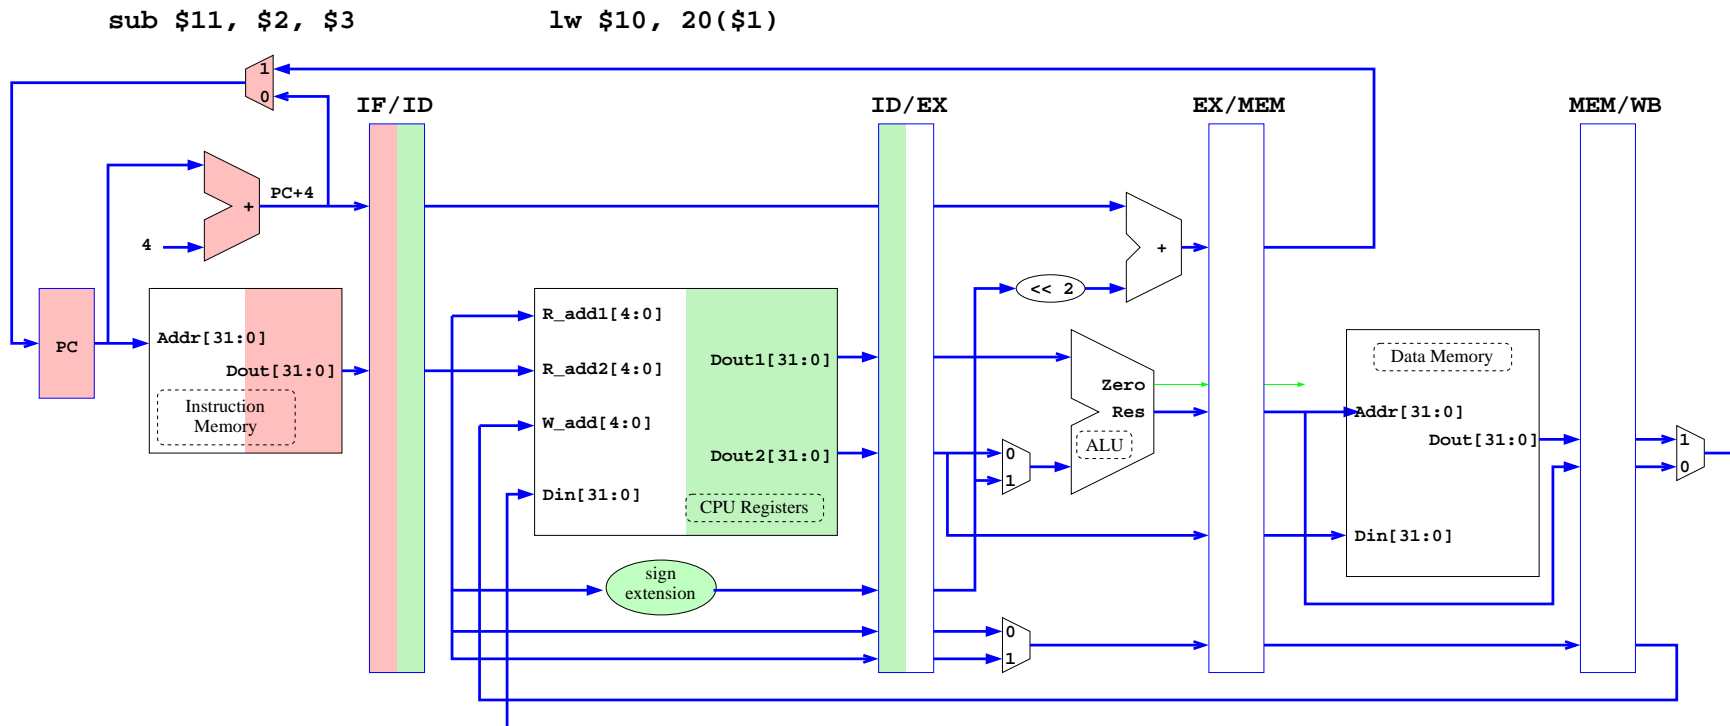 sub $11, $2, $3
lw $10, 20($1)
1
0
IF/ID
ID/EX
EX/MEM
MEM/WB
PC+4
+
4
+
<< 2
PC
Addr[31:0]
Dout[31:0]
Instruction
Memory
R_add1[4:0]
R_add2[4:0]
W_add[4:0]
Din[31:0]
Dout1[31:0]
Dout2[31:0]
CPU Registers
sign
extension
0
1
Zero
Res
ALU
0
1
Data Memory
Addr[31:0]
Dout[31:0]
Din[31:0]
1
0